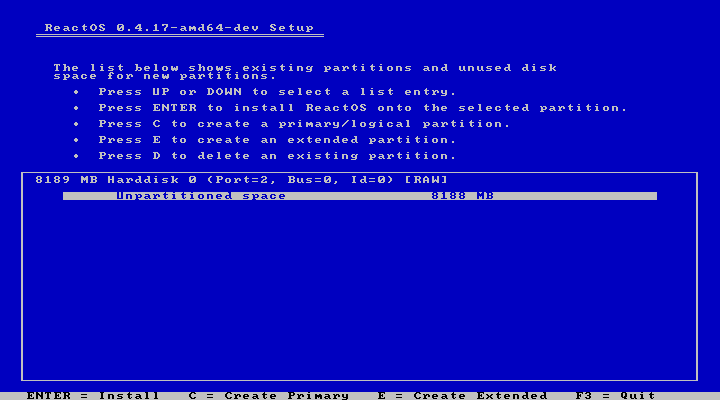 ReactOS 0.4.17-amd64-dev Setup
The list below shows existing partitions and unused disk
space for new partitions.
• Press UP or DOWN to select a list entry.
• Press ENTER to install ReactOS onto the selected partition.
• Press C to create a primary/logical partition.
• Press E to create an extended partition.
• Press D to delete an existing partition.
8189 MB Harddisk 0 (Port=2, Bus=0, Id=0) [RAW]
Unpartitioned space 8188 MB
ENTER = Install C = Create Primary E = Create Extended F3 = Quit